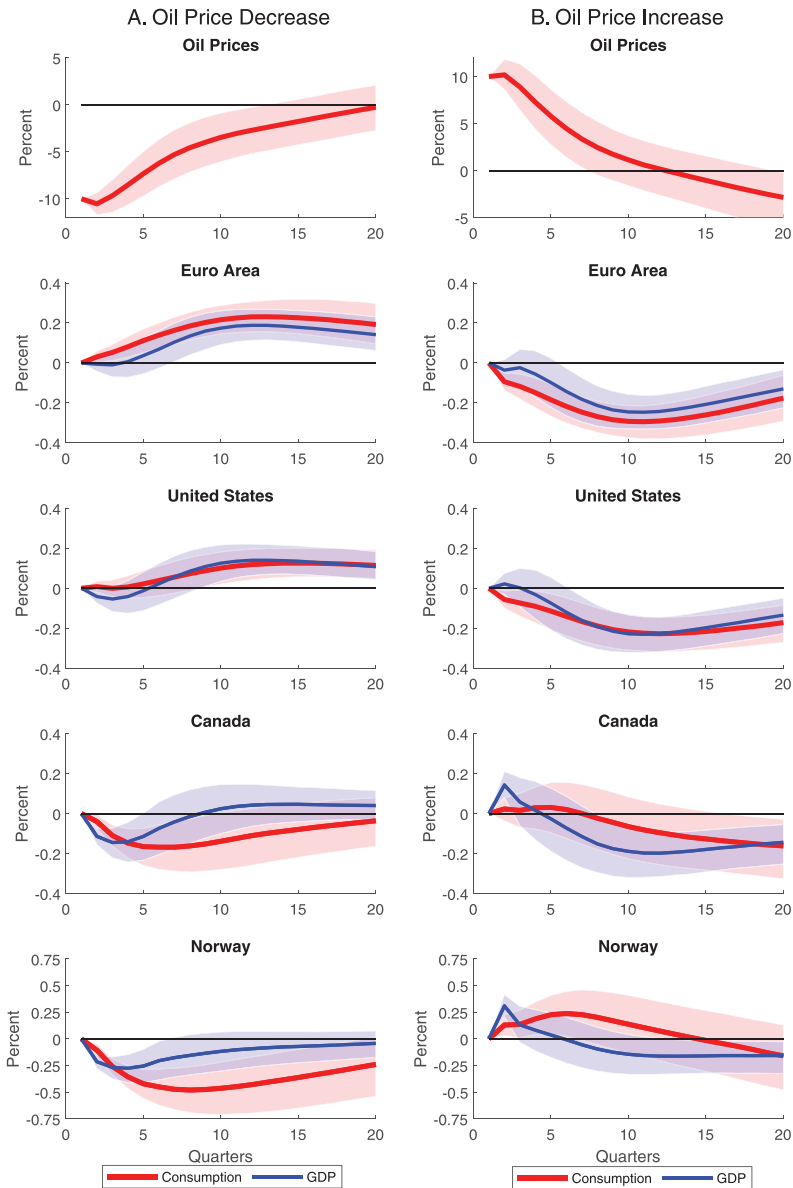 A. Oil Price Decrease
B. Oil Price Increase
Oil Prices
Oil Prices
5
0
-5
-10
Percent
0 5 10 15 20
10
5
0
-5
Percent
0 5 10 15 20
Euro Area
Euro Area
0.4
0.2
0
-0.2
-0.4
Percent
0 5 10 15 20
0.4
0.2
0
-0.2
-0.4
Percent
0 5 10 15 20
United States
United States
0.4
0.2
0
-0.2
-0.4
Percent
0 5 10 15 20
0.4
0.2
0
-0.2
-0.4
Percent
0 5 10 15 20
Canada
Canada
0.4
0.2
0
-0.2
-0.4
Percent
0 5 10 15 20
0.4
0.2
0
-0.2
-0.4
Percent
0 5 10 15 20
Norway
Norway
0.75
0.5
0.25
0
-0.25
-0.5
-0.75
Percent
0 5 10 15 20
Quarters
0.75
0.5
0.25
0
-0.25
-0.5
-0.75
Percent
0 5 10 15 20
Quarters
Consumption GDP
Consumption GDP